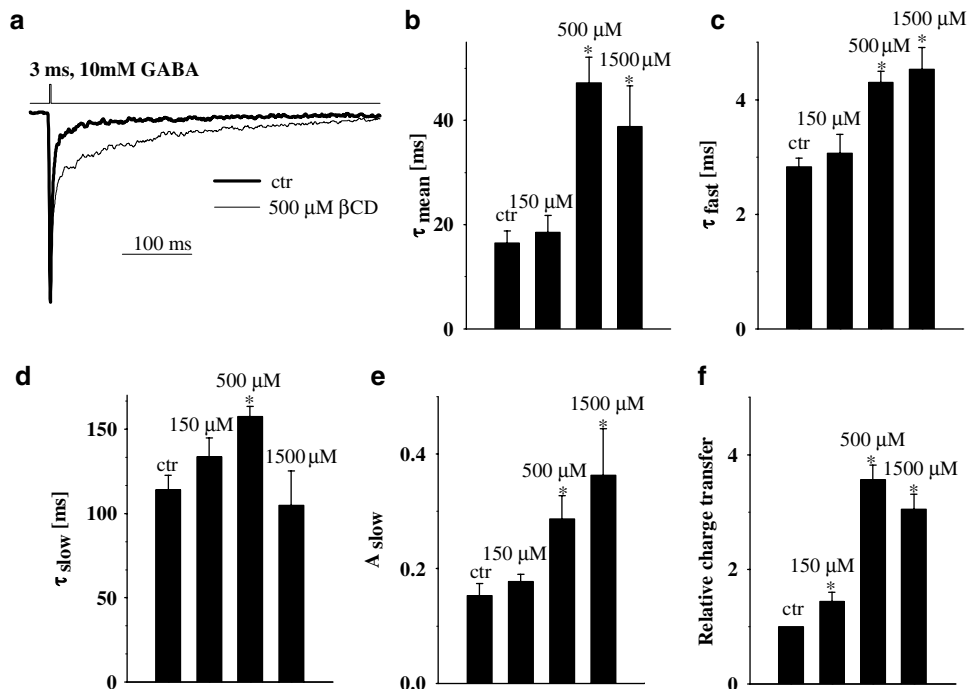 a
3 ms, 10mM GABA
ctr
500 μM βCD
100 ms
b
τ mean [ms]
40
20
0
ctr
150 μM
500 μM
*
1500 μM
*
c
τ fast [ms]
4
2
0
ctr
150 μM
500 μM
*
1500 μM
*
d
τ slow [ms]
150
100
50
0
ctr
150 μM
500 μM
*
1500 μM
e
A slow
0.4
0.2
0.0
ctr
150 μM
500 μM
*
1500 μM
*
f
Relative charge transfer
4
2
0
ctr
150 μM
*
500 μM
*
1500 μM
*